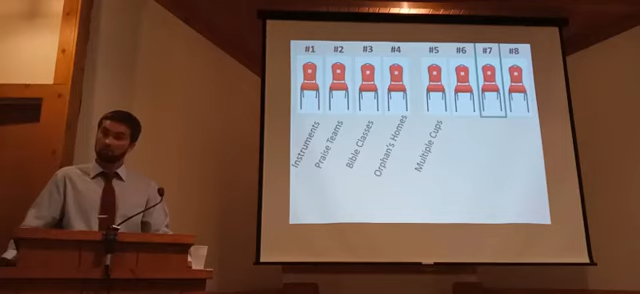 #1 #2 #3 #4 #5 #6 #7 #8
Instruments
Praise Teams
Bible Classes
Orphan's Homes
Multiple Cups